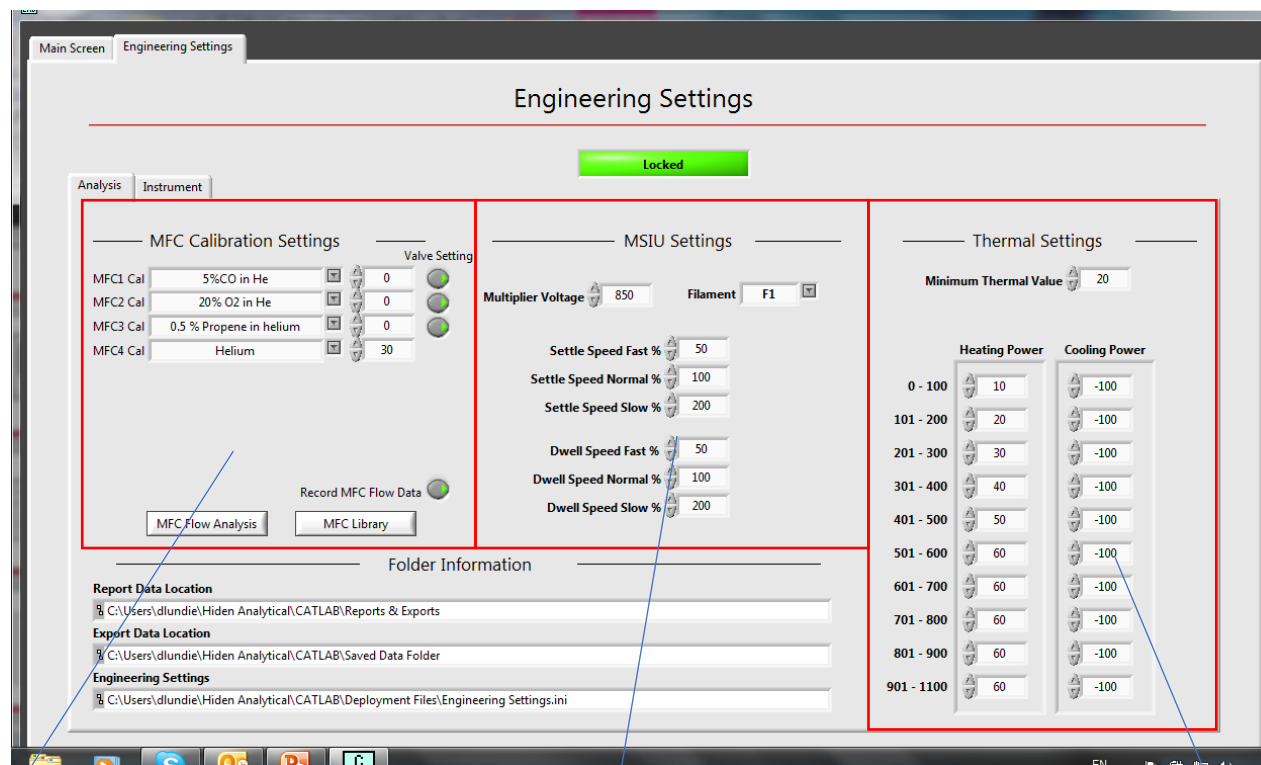 Main Screen Engineering Settings
Engineering Settings
Locked
Analysis Instrument
MFC Calibration Settings
Valve Setting
MFC1 Cal 5%CO in He 0
MFC2 Cal 20% O2 in He 0
MFC3 Cal 0.5 % Propene in helium 0
MFC4 Cal Helium 30
Record MFC Flow Data
MFC Flow Analysis MFC Library
MSIU Settings
Multiplier Voltage 850 Filament F1
Settle Speed Fast % 50
Settle Speed Normal % 100
Settle Speed Slow % 200
Dwell Speed Fast % 50
Dwell Speed Normal % 100
Dwell Speed Slow % 200
Thermal Settings
Minimum Thermal Value 20
Heating Power Cooling Power
0 - 100 10 -100
101 - 200 20 -100
201 - 300 30 -100
301 - 400 40 -100
401 - 500 50 -100
501 - 600 60 -100
601 - 700 60 -100
701 - 800 60 -100
801 - 900 60 -100
901 - 1100 60 -100
Folder Information
Report Data Location
C:\Users\dlundie\Hiden Analytical\CATLAB\Reports & Exports
Export Data Location
C:\Users\dlundie\Hiden Analytical\CATLAB\Saved Data Folder
Engineering Settings
C:\Users\dlundie\Hiden Analytical\CATLAB\Deployment Files\Engineering Settings.ini
EN